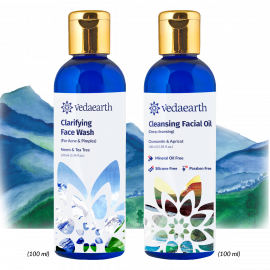 vedaearth
Clarifying
Face Wash
(For Acne & Pimples)
Neem & Tea Tree
(100 ml)
vedaearth
Cleansing Facial Oil
(Deep cleansing)
Chamomile & Apricot
Mineral Oil Free
Silicone Free
Paraben Free
(100 ml)